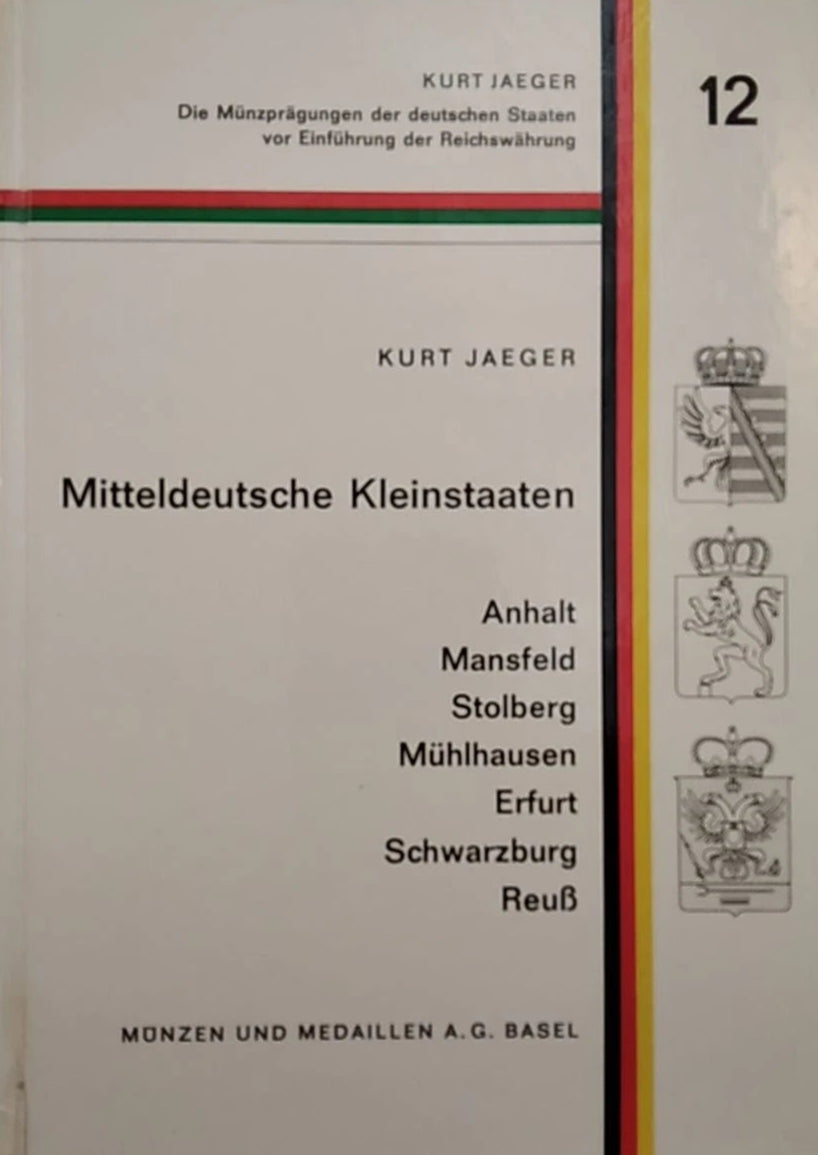 KURT JAEGER
Die Münzprägungen der deutschen Staaten
vor Einführung der Reichswährung
12
KURT JAEGER
Mitteldeutsche Kleinstaaten
Anhalt
Mansfeld
Stolberg
Mühlhausen
Erfurt
Schwarzburg
Reuß
MÜNZEN UND MEDAILLEN A.G. BASEL